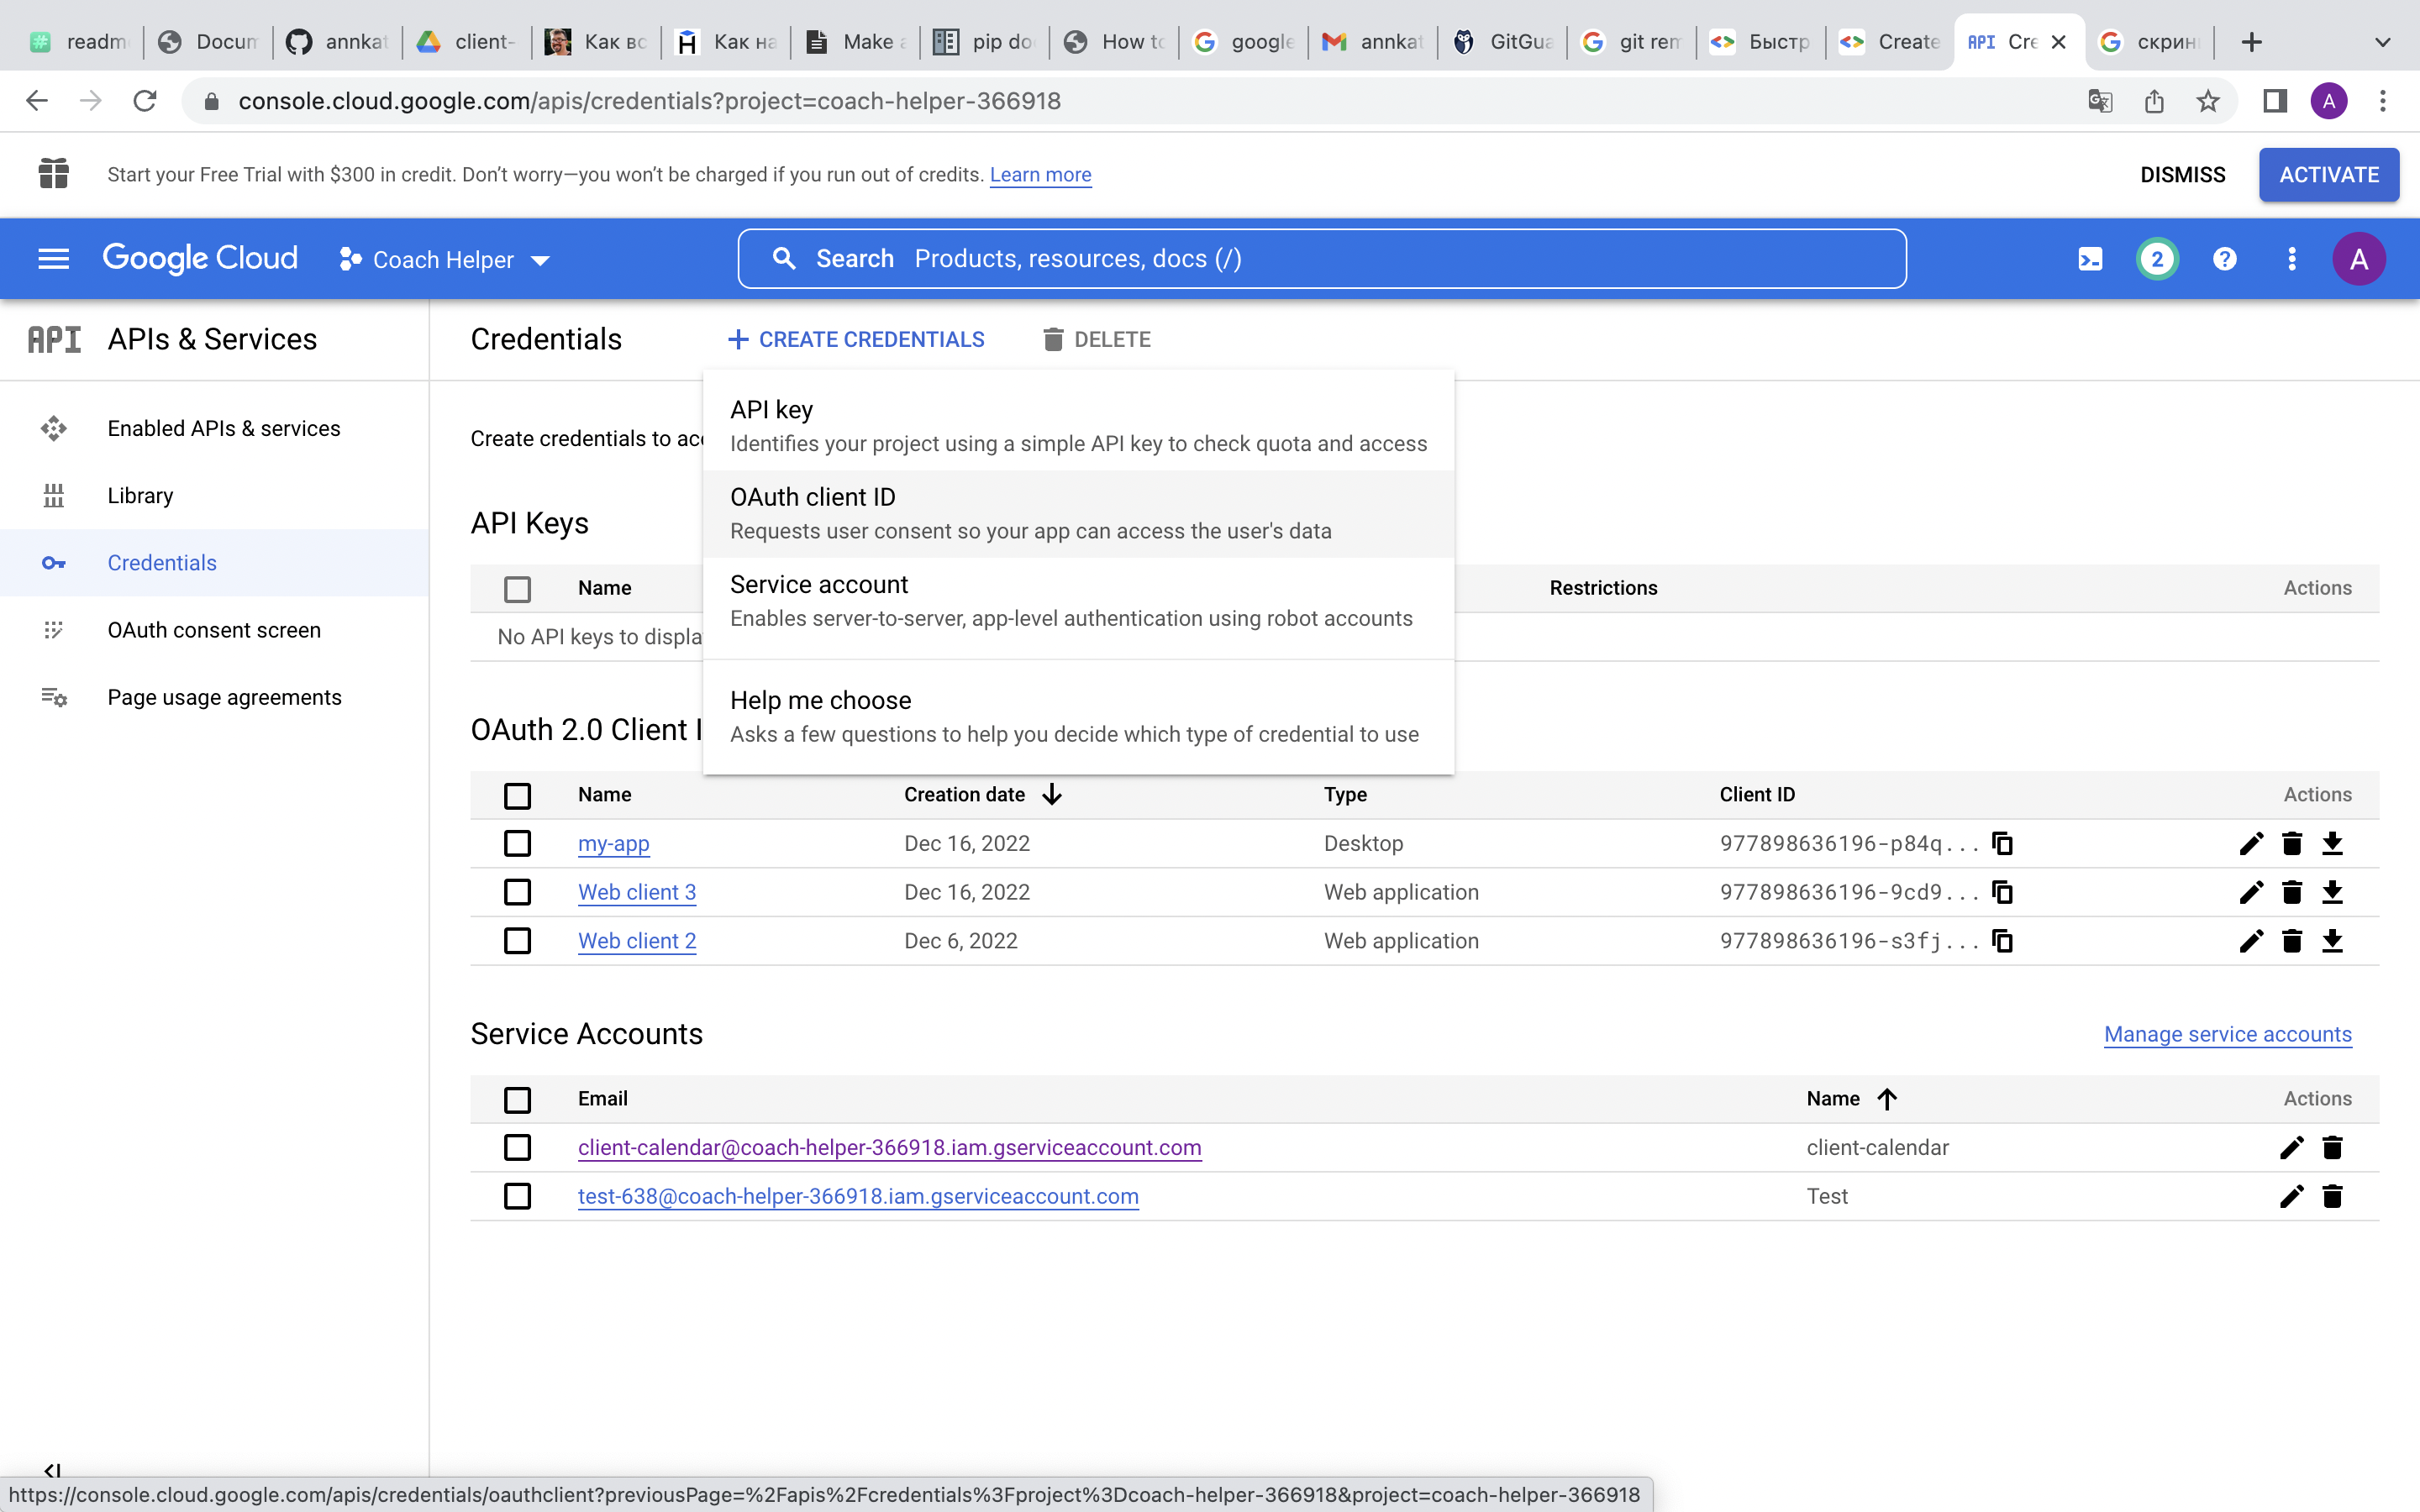 readm
Docum
annkat
client-
Как вс
Как на
Make a
pip do
How to
google
annkat
GitGua
git rem
Быстр
Create
API Cre
скрин
console.cloud.google.com/apis/credentials?project=coach-helper-366918
A
Start your Free Trial with $300 in credit. Don’t worry—you won’t be charged if you run out of credits. Learn more
DISMISS
ACTIVATE
Google Cloud
Coach Helper
Search Products, resources, docs (/)
2
?
A
API APIs & Services
Credentials
+ CREATE CREDENTIALS
DELETE
Enabled APIs & services
Library
Credentials
OAuth consent screen
Page usage agreements
API key
Identifies your project using a simple API key to check quota and access
OAuth client ID
Requests user consent so your app can access the user's data
Service account
Enables server-to-server, app-level authentication using robot accounts
Help me choose
Asks a few questions to help you decide which type of credential to use
Create credentials to acc
API Keys
Name Restrictions Actions
No API keys to displa
OAuth 2.0 Client I
Name Creation date Type Client ID Actions
my-app Dec 16, 2022 Desktop 977898636196-p84q...
Web client 3 Dec 16, 2022 Web application 977898636196-9cd9...
Web client 2 Dec 6, 2022 Web application 977898636196-s3fj...
Service Accounts
Manage service accounts
Email Name Actions
client-calendar@coach-helper-366918.iam.gserviceaccount.com client-calendar
test-638@coach-helper-366918.iam.gserviceaccount.com Test
https://console.cloud.google.com/apis/credentials/oauthclient?previousPage=%2Fapis%2Fcredentials%3Fproject%3Dcoach-helper-366918&project=coach-helper-366918